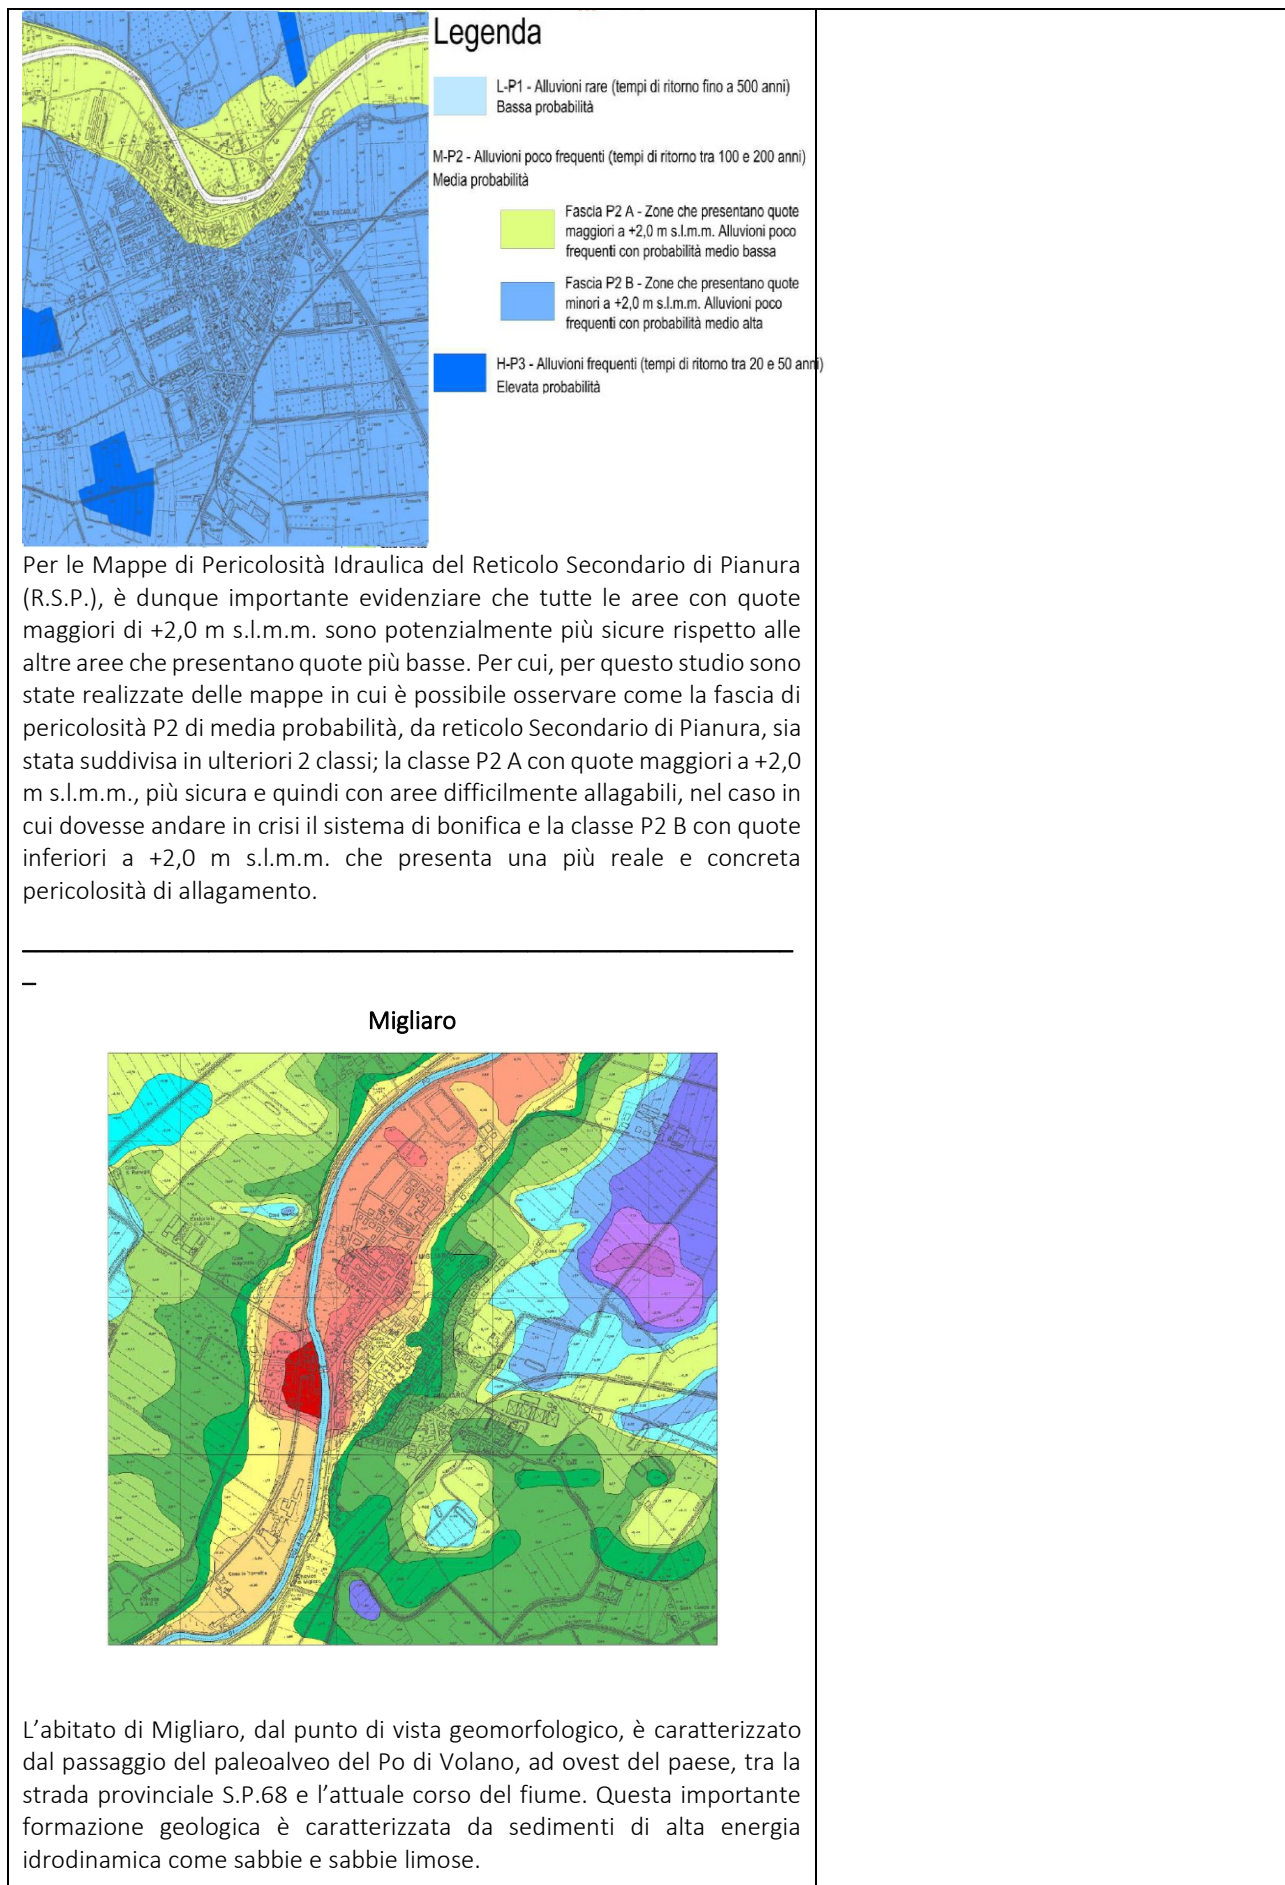 Legenda
L-P1 - Alluvioni rare (tempi di ritorno fino a 500 anni)
Bassa probabilità
M-P2 - Alluvioni poco frequenti (tempi di ritorno tra 100 e 200 anni)
Media probabilità
Fascia P2 A - Zone che presentano quote
maggiori a +2,0 m s.l.m.m. Alluvioni poco
frequenti con probabilità medio bassa
Fascia P2 B - Zone che presentano quote
minori a +2,0 m s.l.m.m. Alluvioni poco
frequenti con probabilità medio alta
H-P3 - Alluvioni frequenti (tempi di ritorno tra 20 e 50 anni)
Elevata probabilità
Per le Mappe di Pericolosità Idraulica del Reticolo Secondario di Pianura
(R.S.P.), è dunque importante evidenziare che tutte le aree con quote
maggiori di +2,0 m s.l.m.m. sono potenzialmente più sicure rispetto alle
altre aree che presentano quote più basse. Per cui, per questo studio sono
state realizzate delle mappe in cui è possibile osservare come la fascia di
pericolosità P2 di media probabilità, da reticolo Secondario di Pianura, sia
stata suddivisa in ulteriori 2 classi; la classe P2 A con quote maggiori a +2,0
m s.l.m.m., più sicura e quindi con aree difficilmente allagabili, nel caso in
cui dovesse andare in crisi il sistema di bonifica e la classe P2 B con quote
inferiori a +2,0 m s.l.m.m. che presenta una più reale e concreta
pericolosità di allagamento.
Migliaro
MIGLIARO
L'abitato di Migliaro, dal punto di vista geomorfologico, è caratterizzato
dal passaggio del paleoalveo del Po di Volano, ad ovest del paese, tra la
strada provinciale S.P.68 e l'attuale corso del fiume. Questa importante
formazione geologica è caratterizzata da sedimenti di alta energia
idrodinamica come sabbie e sabbie limose.